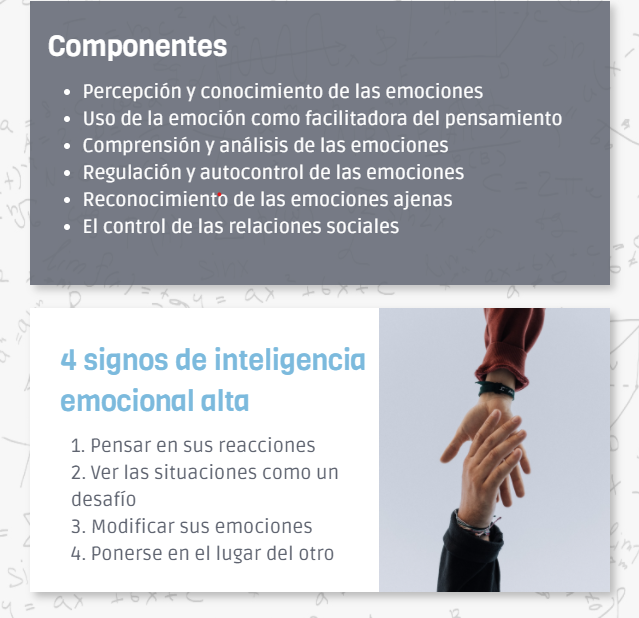 Componentes
• Percepción y conocimiento de las emociones
• Uso de la emoción como facilitadora del pensamiento
• Comprensión y análisis de las emociones
• Regulación y autocontrol de las emociones
• Reconocimiento de las emociones ajenas
• El control de las relaciones sociales
4 signos de inteligencia
emocional alta
1. Pensar en sus reacciones
2. Ver las situaciones como un
desafío
3. Modificar sus emociones
4. Ponerse en el lugar del otro